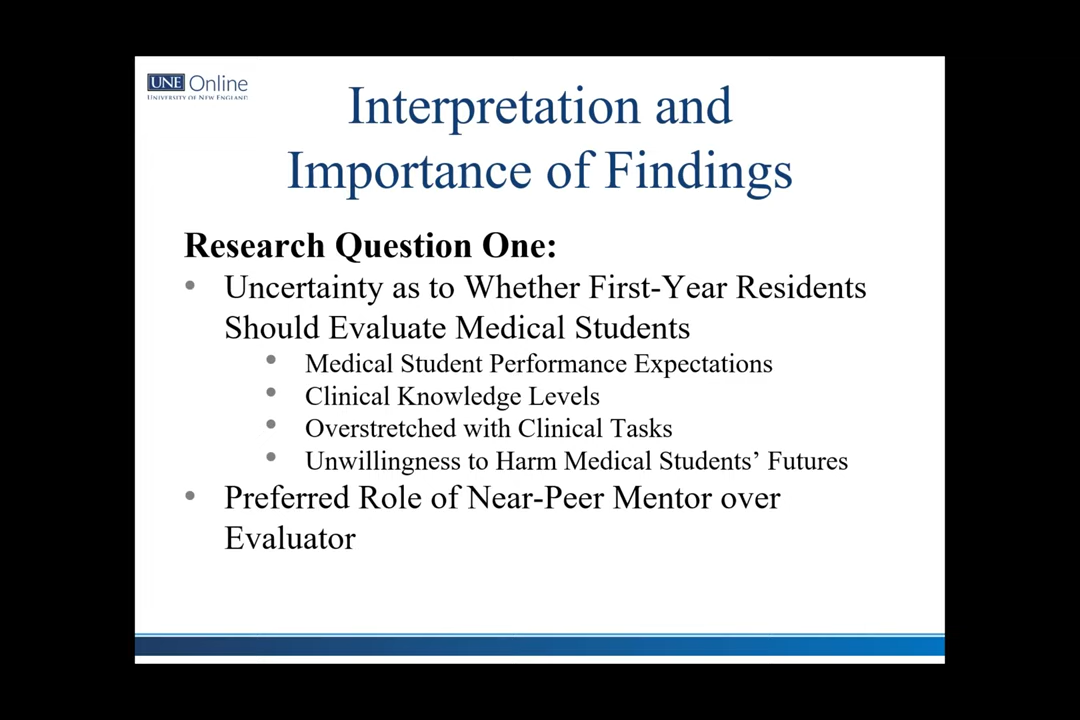 UNE Online
UNIVERSITY OF NEW ENGLAND
Interpretation and
Importance of Findings
Research Question One:
• Uncertainty as to Whether First-Year Residents
Should Evaluate Medical Students
• Medical Student Performance Expectations
• Clinical Knowledge Levels
• Overstretched with Clinical Tasks
• Unwillingness to Harm Medical Students’ Futures
• Preferred Role of Near-Peer Mentor over
Evaluator